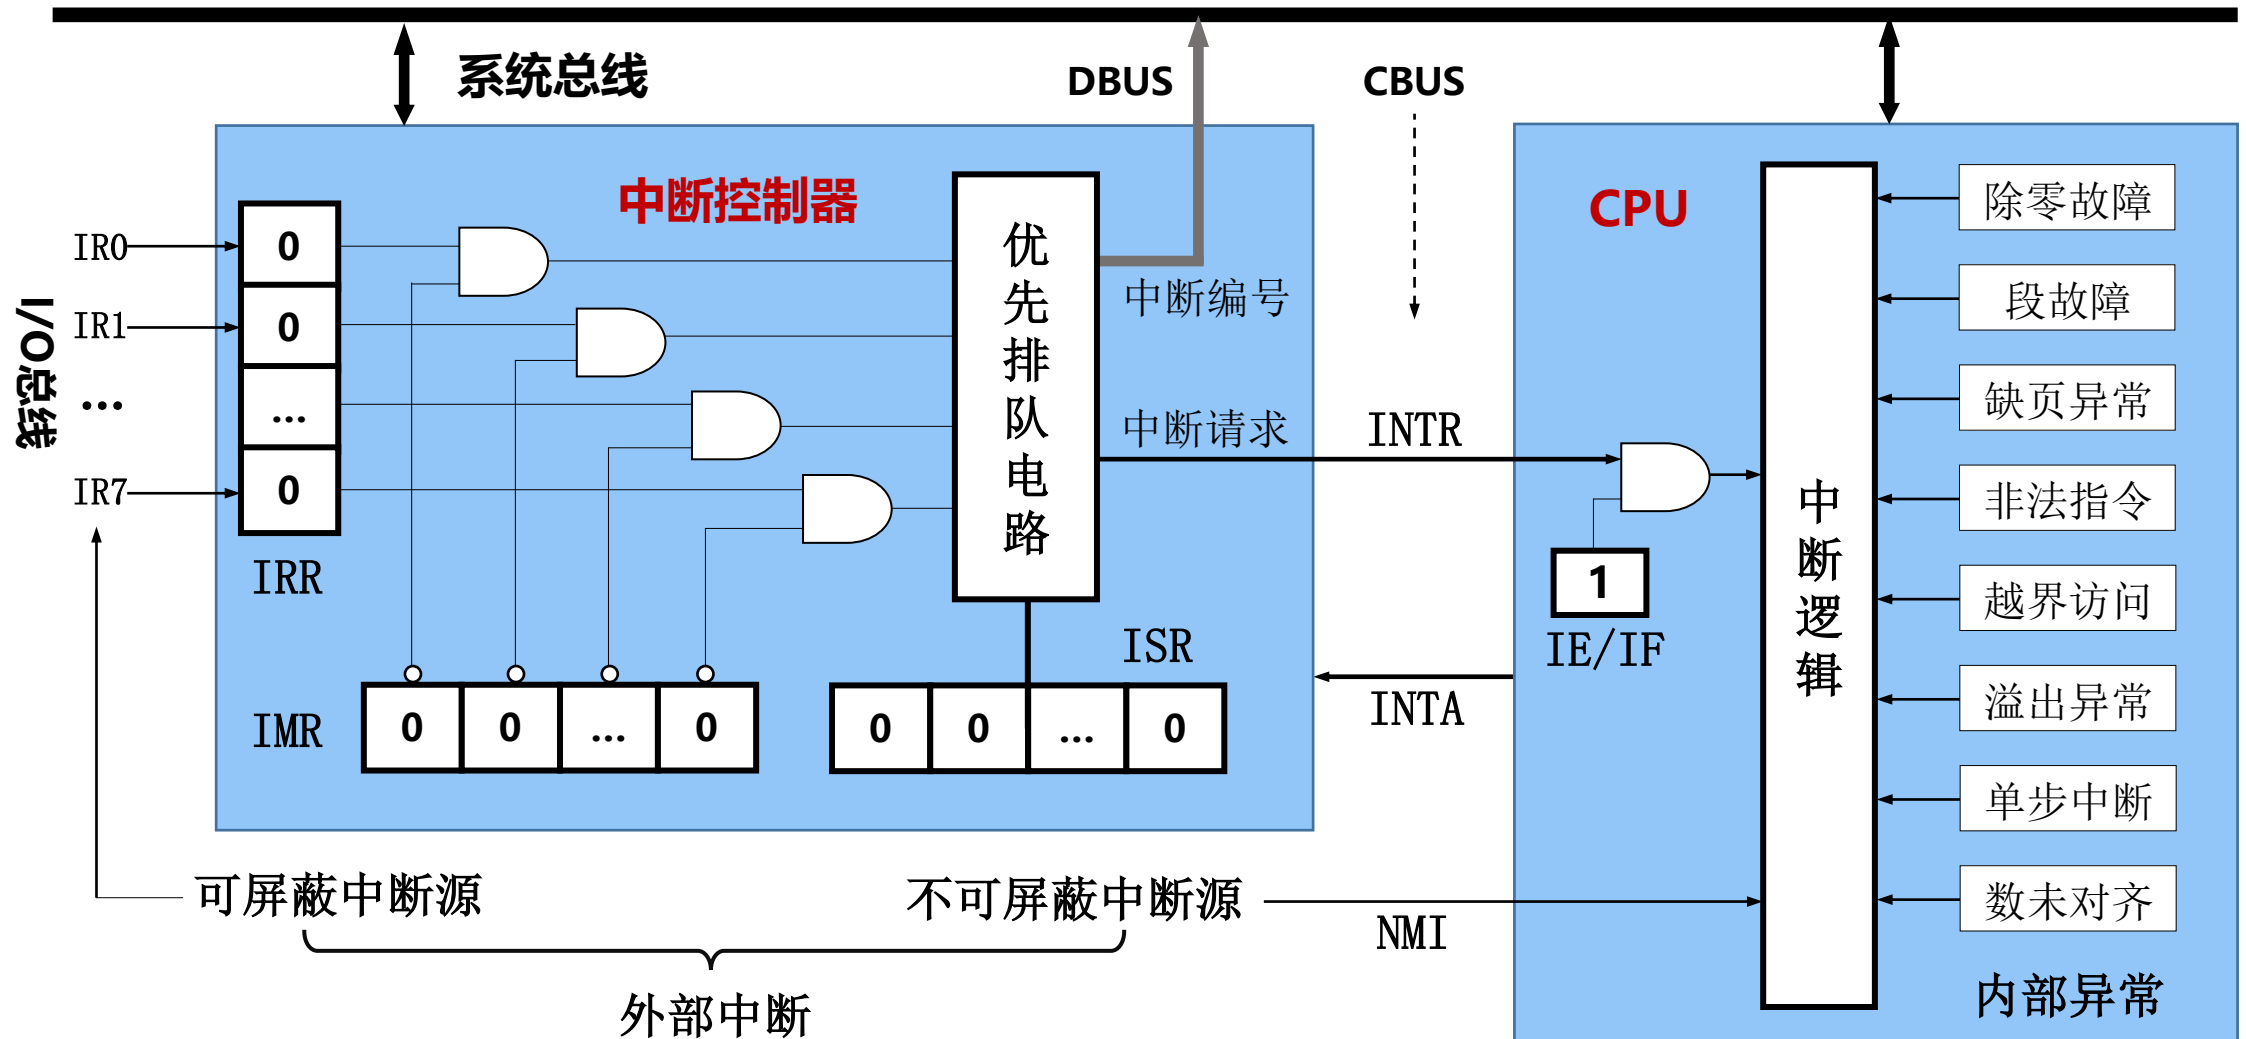 系统总线
DBUS
CBUS
中断控制器
CPU
I/O总线
IR0
IR1
...
IR7
0
0
...
0
IRR
优先排队电路
中断编号
中断请求
INTR
INTA
1
IE/IF
中断逻辑
除零故障
段故障
缺页异常
非法指令
越界访问
溢出异常
单步中断
数未对齐
内部异常
IMR
0 0 ... 0
ISR
0 0 ... 0
可屏蔽中断源
不可屏蔽中断源
NMI
外部中断